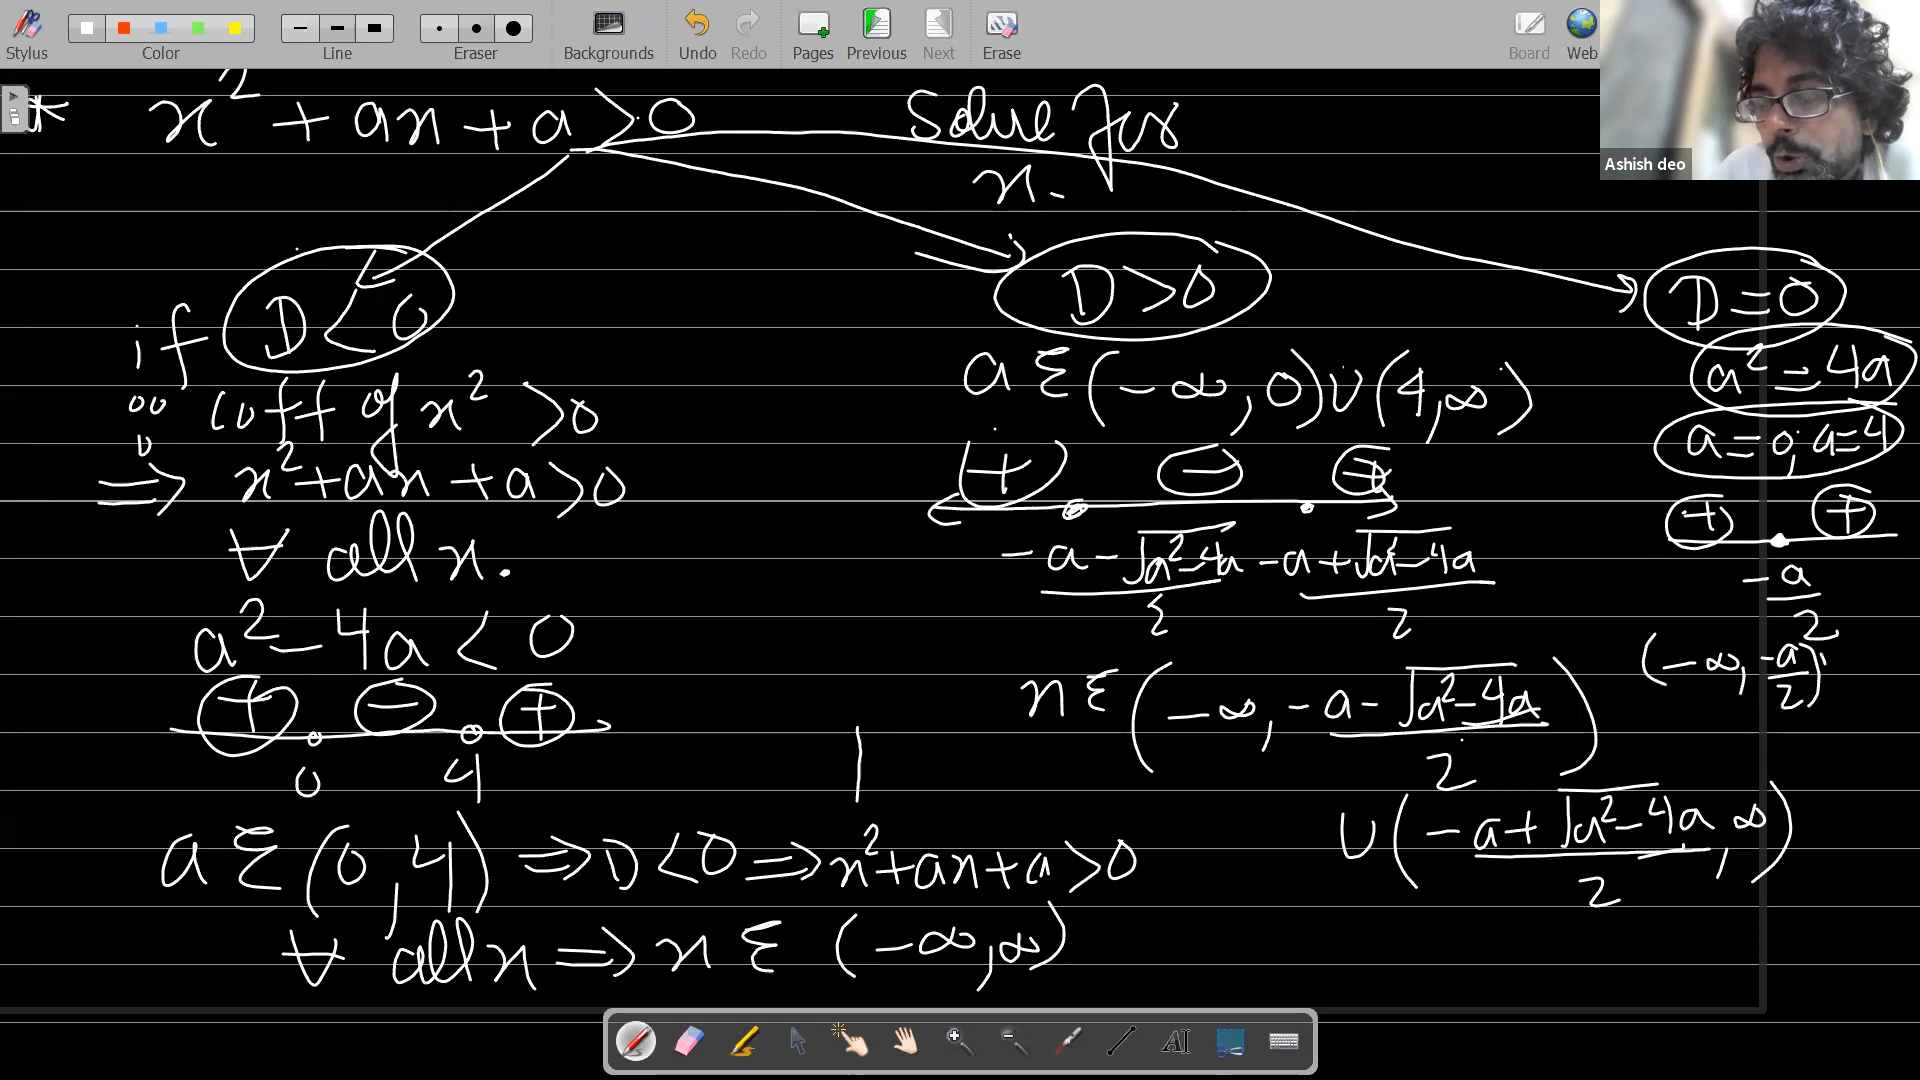 Stylus Color Line Eraser Backgrounds Undo Redo Pages Previous Next Erase Board Web
Ashish deo
* x² + ax + a > 0 Solve for
x.
if D < 0
∵ coff of x² > 0
⇒ x² + ax + a > 0
∀ all x.
a² - 4a < 0
+ - +
0 4
a ∈ (0, 4) ⇒ D < 0 ⇒ x² + ax + a > 0
∀ all x ⇒ x ∈ (-∞, ∞)
D > 0
a ∈ (-∞, 0) ∪ (4, ∞)
+ - +
(-a - √(a² - 4a))/2 (-a + √(a² - 4a))/2
x ∈ (-∞, (-a - √(a² - 4a))/2)
∪ ((-a + √(a² - 4a))/2, ∞)
D = 0
a² = 4a
a = 0, a = 4
+ +
-a/2
(-∞, -a/2)
AI